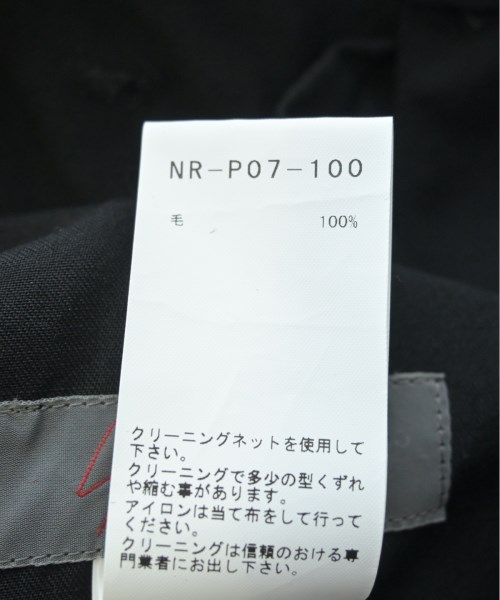 NR-P07-100
毛 100%
クリーニングネットを使用して
下さい。
クリーニングで多少の型くずれ
や縮む事があります。
アイロンは当て布をして行って
ください。
クリーニングは信頼のおける専
門業者にお出し下さい。